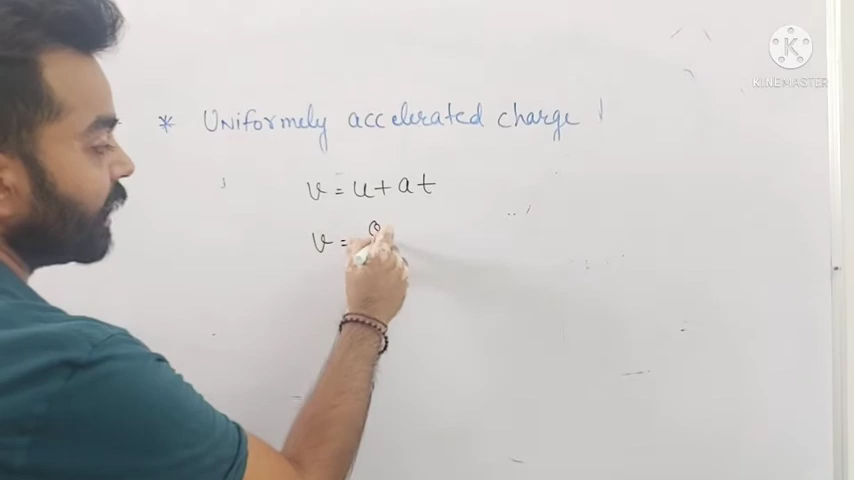 * Uniformely accelerated charge ↓
v = u + at
v =
KINEMASTER